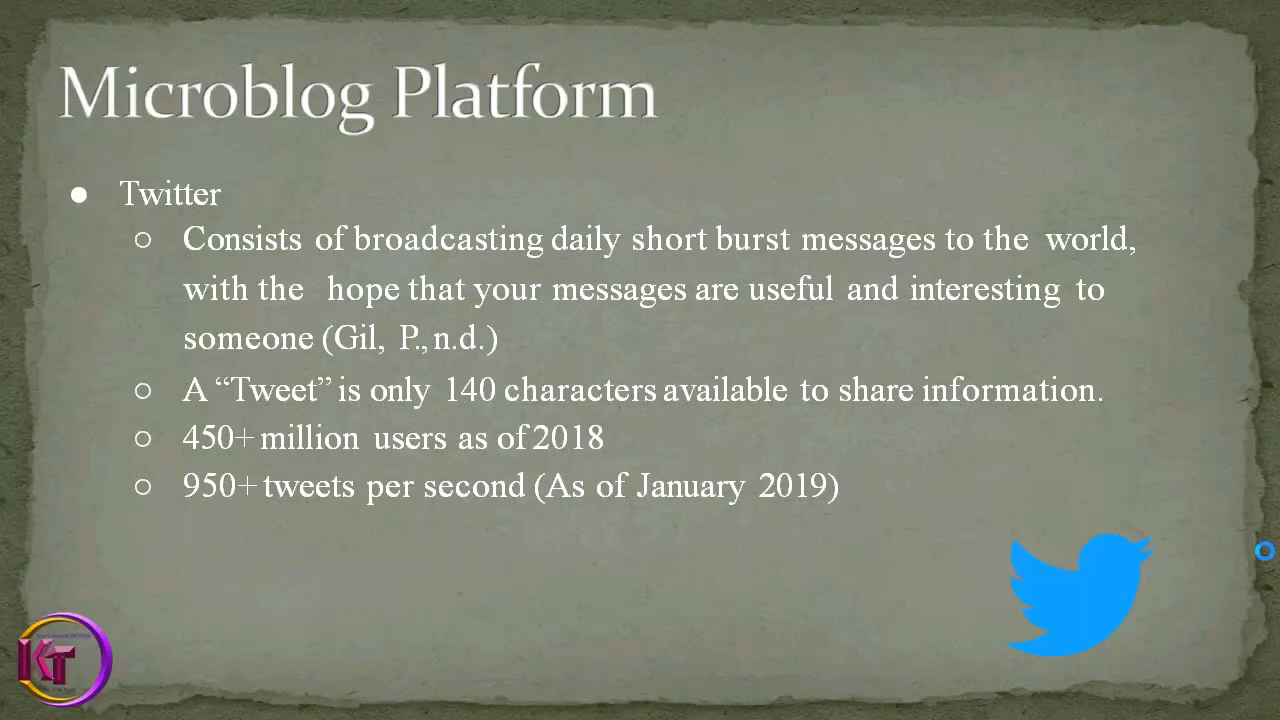 Microblog Platform
● Twitter
○ Consists of broadcasting daily short burst messages to the world,
with the hope that your messages are useful and interesting to
someone (Gil, P., n.d.)
○ A “Tweet” is only 140 characters available to share information.
○ 450+ million users as of 2018
○ 950+ tweets per second (As of January 2019)
KT